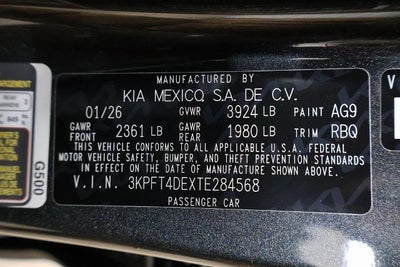 MANUFACTURED BY
KIA MEXICO, S.A. DE C.V.
01/26 GVWR 3924 LB PAINT AG9
GAWR FRONT 2361 LB GAWR REAR 1980 LB TRIM RBQ
THIS VEHICLE CONFORMS TO ALL APPLICABLE U.S.A. FEDERAL
MOTOR VEHICLE SAFETY, BUMPER, AND THEFT PREVENTION STANDARDS
IN EFFECT ON THE DATE OF MANUFACTURE SHOWN ABOVE.
V.I.N. 3KPFT4DEXTE284568
PASSENGER CAR
G500